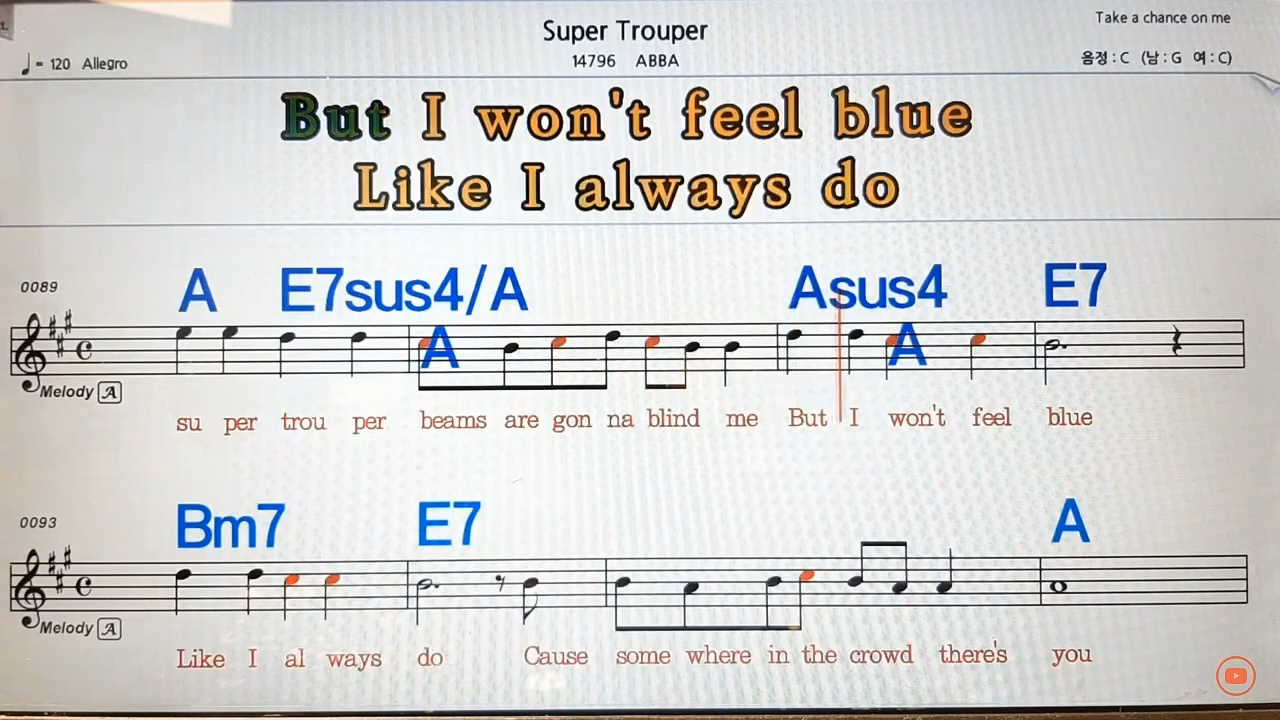 Super Trouper
Take a chance on me
= 120 Allegro
14796 ABBA
음정 : C (남 : G 여 : C)
But I won't feel blue
Like I always do
0089
A E7sus4/A Asus4 E7
A A
Melody A
su per trou per beams are gon na blind me But I won't feel blue
0093
Bm7 E7 A
Melody A
Like I al ways do Cause some where in the crowd there's you